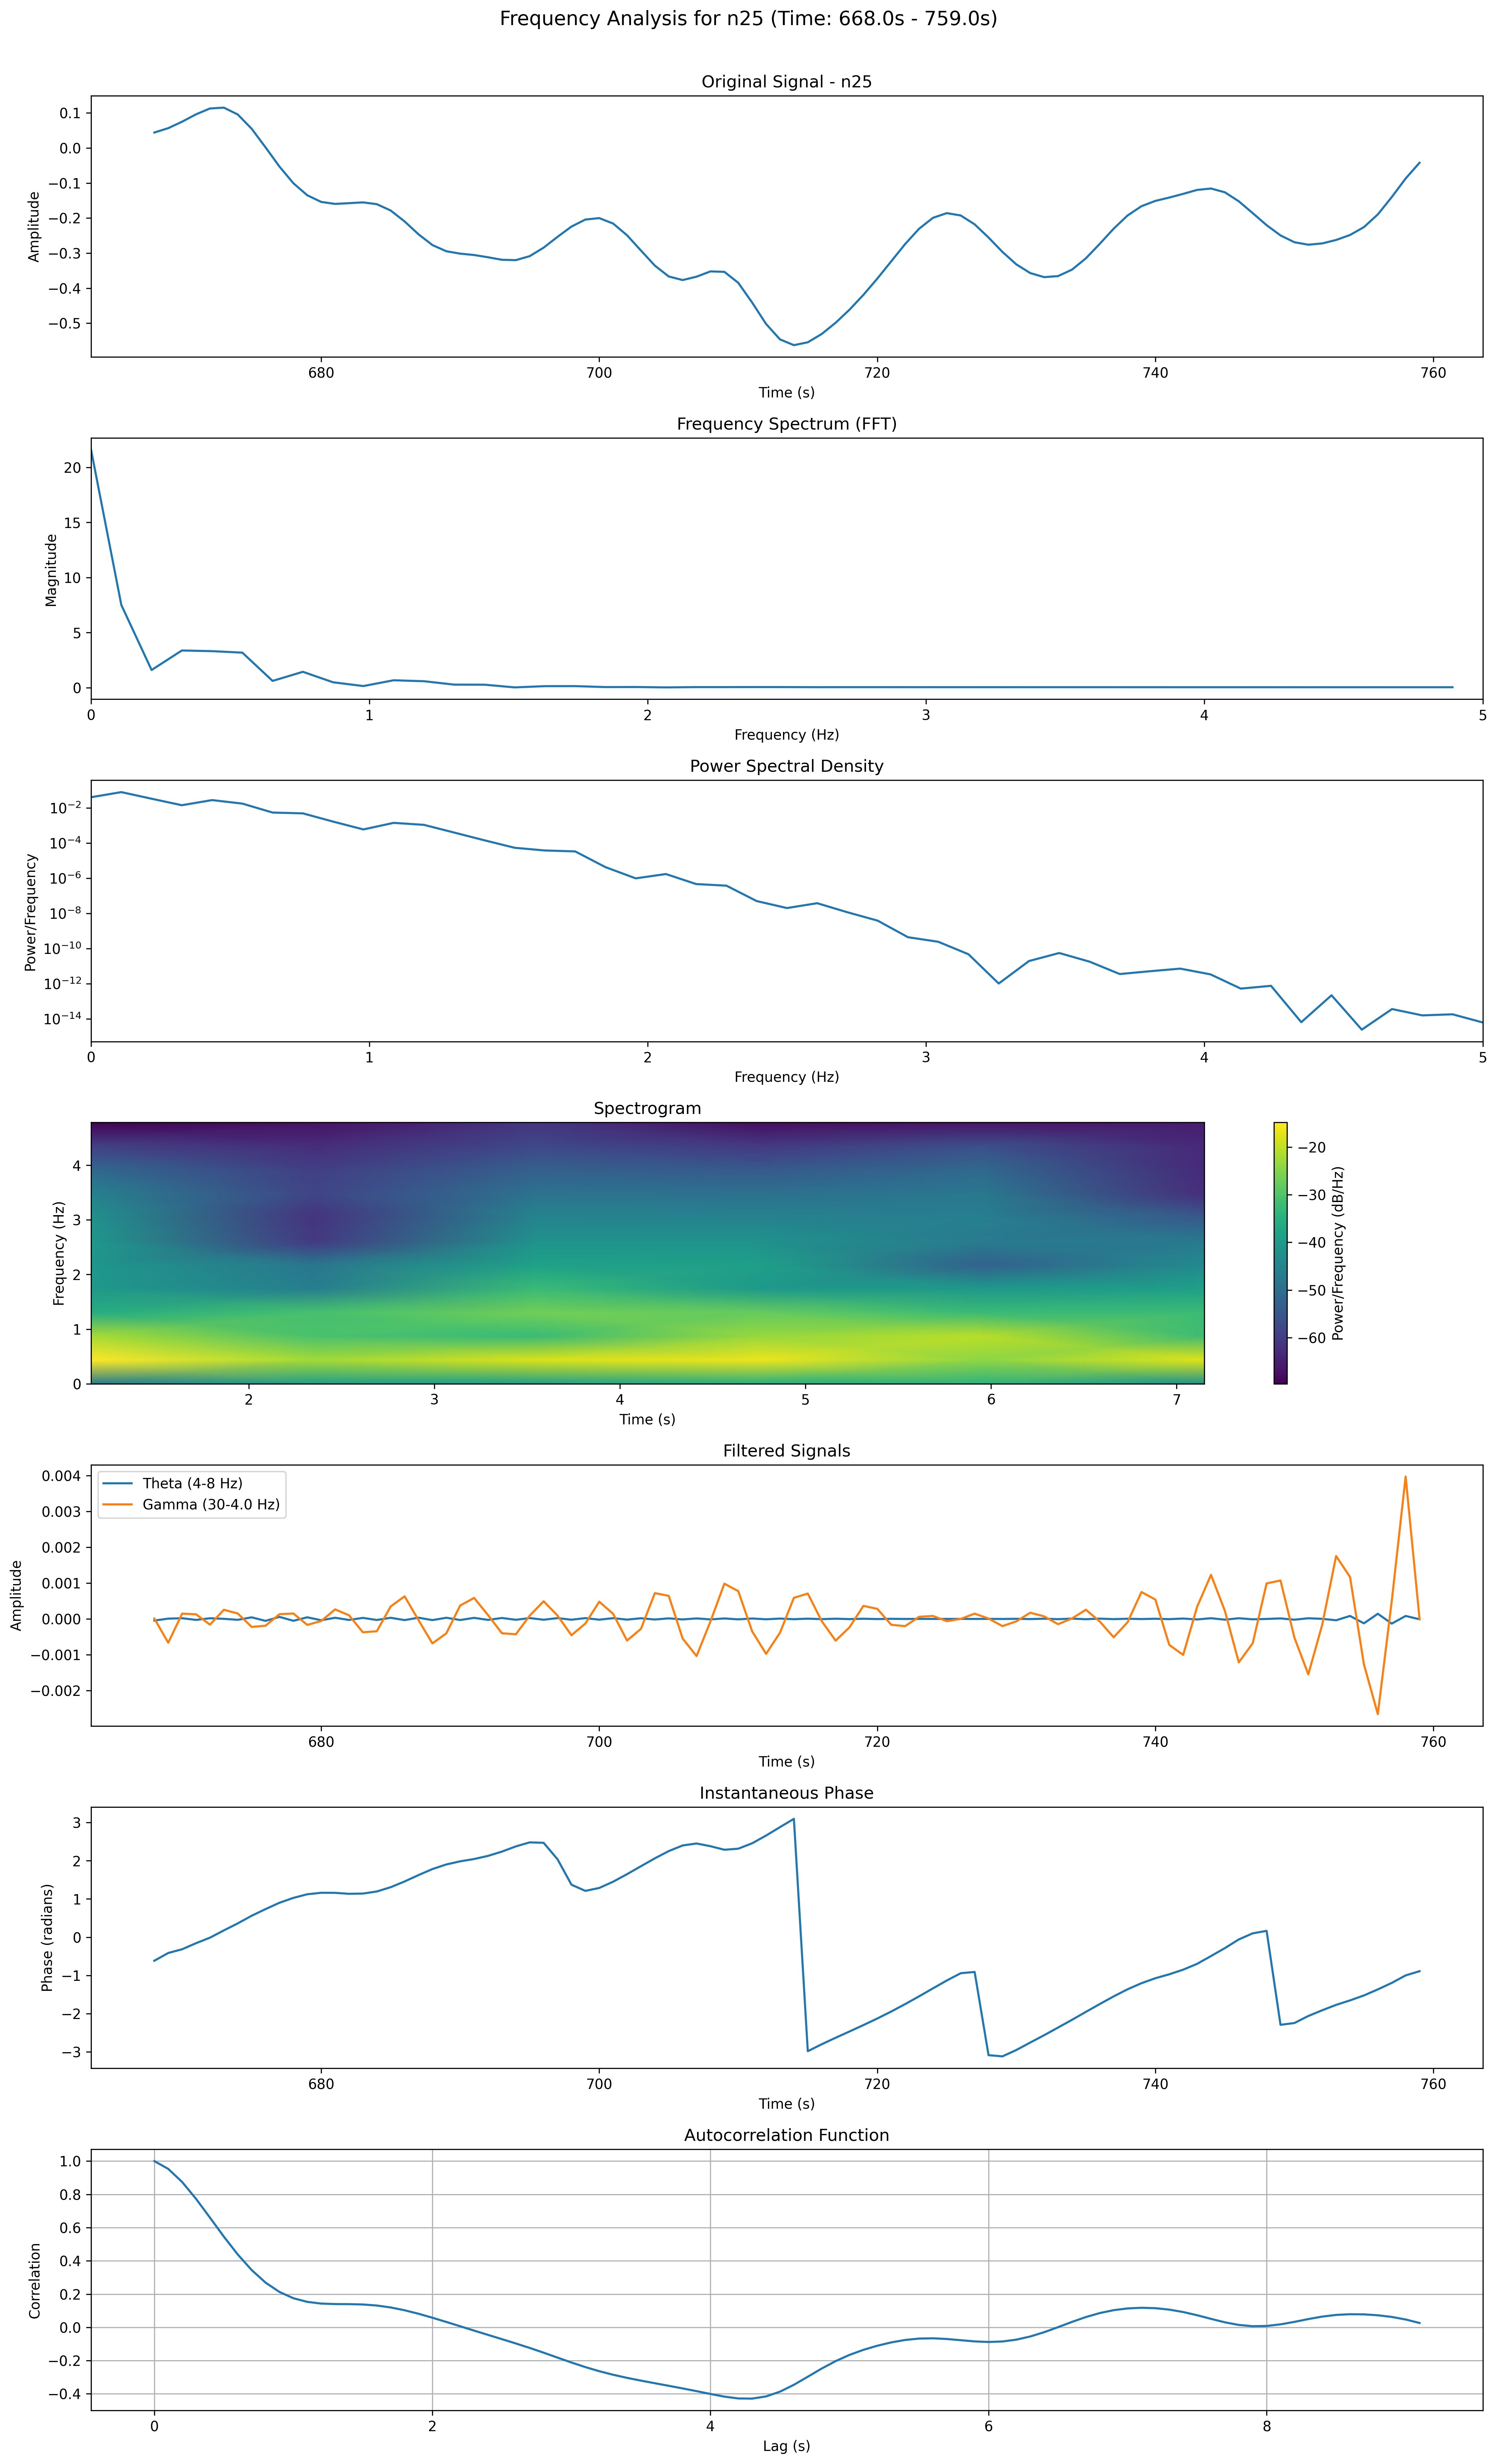 Frequency Analysis for n25 (Time: 668.0s - 759.0s)
Original Signal - n25
Amplitude
0.1
0.0
−0.1
−0.2
−0.3
−0.4
−0.5
680 700 720 740 760
Time (s)
Frequency Spectrum (FFT)
Magnitude
20
15
10
5
0
0 1 2 3 4 5
Frequency (Hz)
Power Spectral Density
Power/Frequency
10⁻²
10⁻⁴
10⁻⁶
10⁻⁸
10⁻¹⁰
10⁻¹²
10⁻¹⁴
0 1 2 3 4 5
Frequency (Hz)
Spectrogram
Frequency (Hz)
4
3
2
1
0
2 3 4 5 6 7
Time (s)
−20
−30
−40
−50
−60
Power/Frequency (dB/Hz)
Filtered Signals
Amplitude
0.004
0.003
0.002
0.001
0.000
−0.001
−0.002
Theta (4-8 Hz)
Gamma (30-4.0 Hz)
680 700 720 740 760
Time (s)
Instantaneous Phase
Phase (radians)
3
2
1
0
−1
−2
−3
680 700 720 740 760
Time (s)
Autocorrelation Function
Correlation
1.0
0.8
0.6
0.4
0.2
0.0
−0.2
−0.4
0 2 4 6 8
Lag (s)